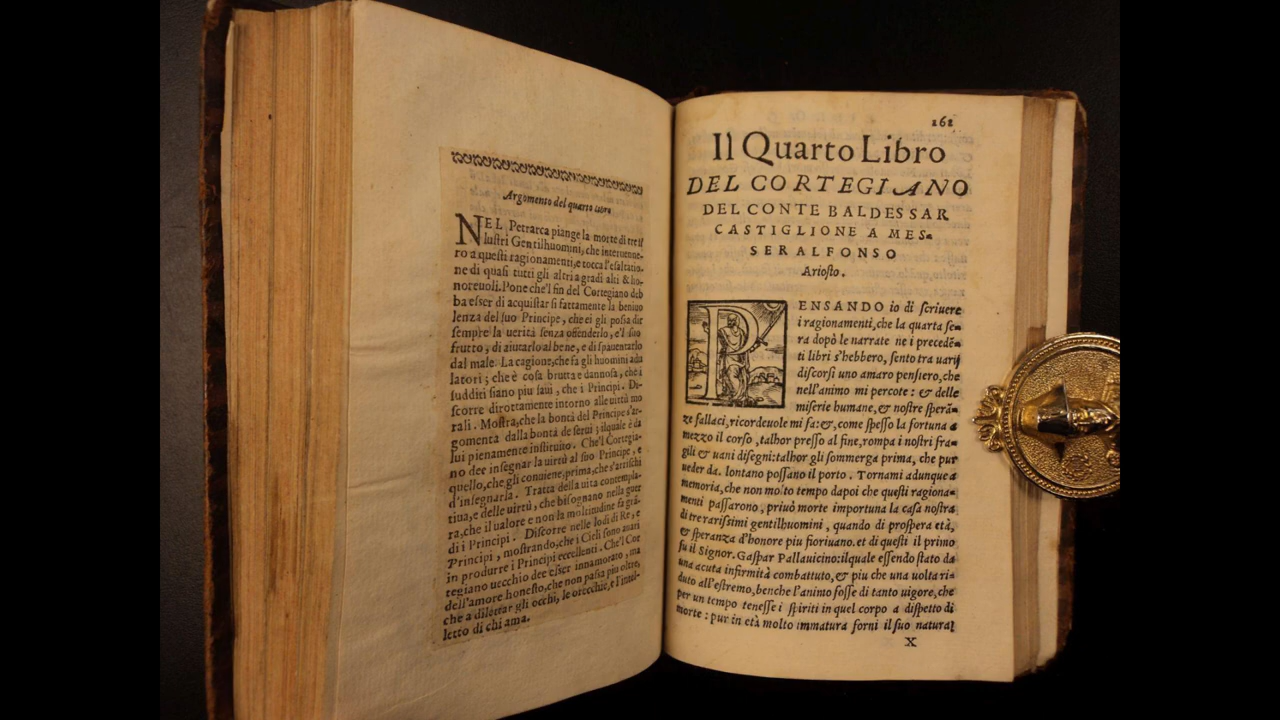 Argomento del quarto libro
NEL Petrarca piange la morte di tre il
lustri Gentilhuomini, che interuenne-
ro a questi ragionamenti, e tocca l'esaltatio-
ne di quasi tutti gli altri a gradi alti & ho-
noreuoli. Pone che'l fin del Cortegiano deb
ba esser di acquistar si fattamente la beniuo
lenza del suo Principe, che ei gli possa dir
sempre la uerità senza offenderlo, e'l suo
frutto, di aiutarlo al bene, e di spauentarlo
dal male. La cagione, che fa gli huomini adu
latori; che è cosa brutta e dannosa, che i
sudditi siano piu saui, che i Principi. Di-
scorre dirottamente intorno alle uirtù mo
rali. Mostra, che la bontà del Principe s'ar-
gomenta dalla bontà de serui; ilquale è da
lui pienamente instituito. Che'l Cortegia-
no dee insegnar la uirtù al suo Principe, e
quello, che gli conuiene, prima, che s'arrischi
d'insegnarla. Tratta della uita contempla-
tiua, e delle uirtù, che bisognano nella guer
ra, che il valore e non la moltitudine fa grã-
di i Principi. Discorre nelle lodi di Re, e
Principi, mostrando, che i Cieli sono auari
in produrre i Principi eccellenti. Che'l Cor
tegiano uecchio dee esser innamorato, ma
dell'amore honesto, che non passa piu oltre,
che a dilettar gli occhi, le orecchie, e l'intel-
letto di chi ama.
162
Il Quarto Libro
DEL CORTEGIANO
DEL CONTE BALDESSAR
CASTIGLIONE A MES-
SER ALFONSO
Ariosto.
PENSANDO io di scriuere
i ragionamenti, che la quarta se-
ra dopò le narrate ne i precedẽ-
ti libri s'hebbero, sento tra uarij
discorsi uno amaro pensiero, che
nell'animo mi percote: & delle
miserie humane, & nostre sperã-
ze fallaci, ricordeuole mi fa: &, come spesso la fortuna a
mezzo il corso, talhor presso al fine, rompa i nostri fra-
gili & uani disegni: talhor gli sommerga prima, che pur
ueder da lontano possano il porto. Tornami adunque a
memoria, che non molto tempo dapoi che questi ragiona-
menti passarono, priuò morte importuna la casa nostra
di tre rarissimi gentilhuomini, quando di prospera età,
& speranza d'honore piu fioriuano. et di questi il primo
fu il Signor. Gaspar Pallauicino: ilquale essendo stato da
una acuta infirmità combattuto, & piu che una uolta ri-
duto all'estremo, benche l'animo fosse di tanto uigore, che
per un tempo tenesse i spiriti in quel corpo a dispetto di
morte: pur in età molto immatura fornì il suo natural
X